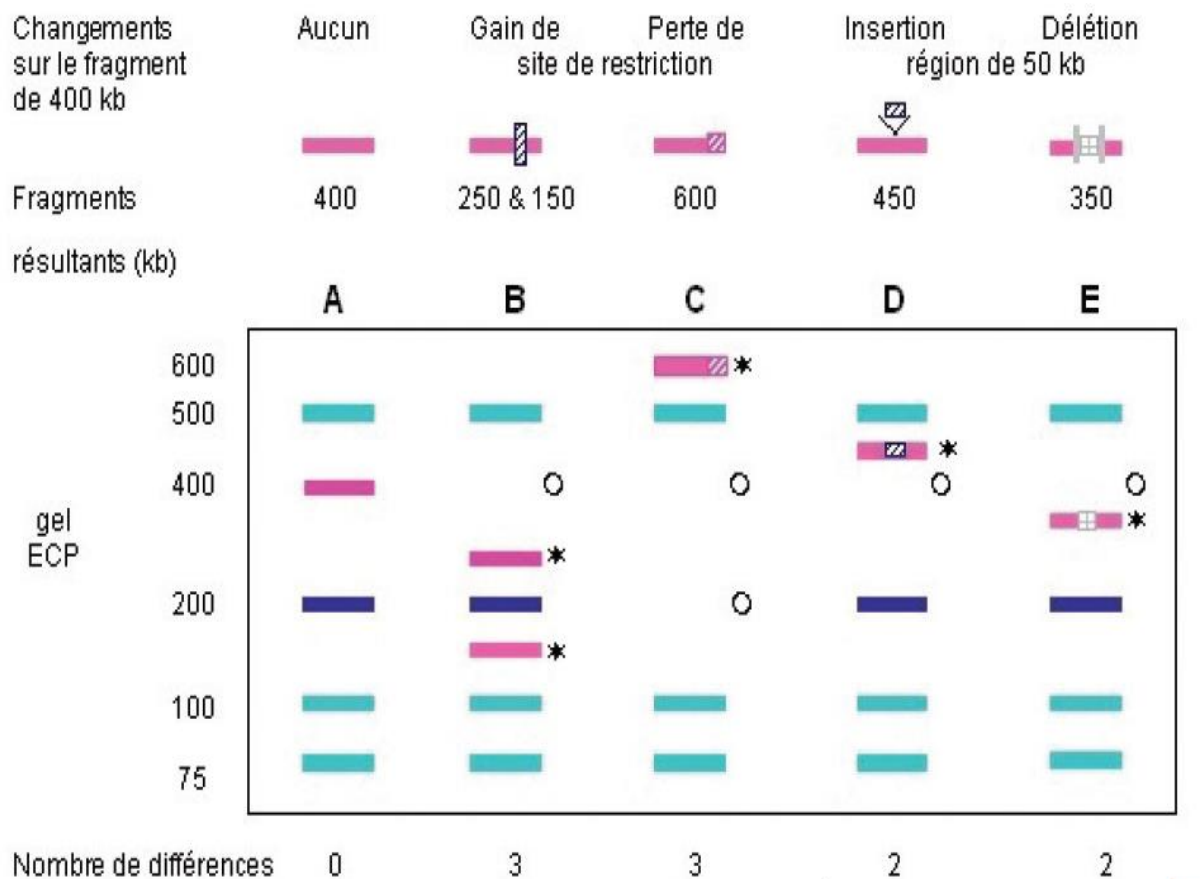 Changements Aucun Gain de Perte de Insertion Délétion
sur le fragment site de restriction région de 50 kb
de 400 kb
Fragments 400 250 & 150 600 450 350
résultants (kb)
A B C D E
600 *
500
*
400 O O O O
gel *
ECP *
200 O
*
100
75
Nombre de différences 0 3 3 2 2